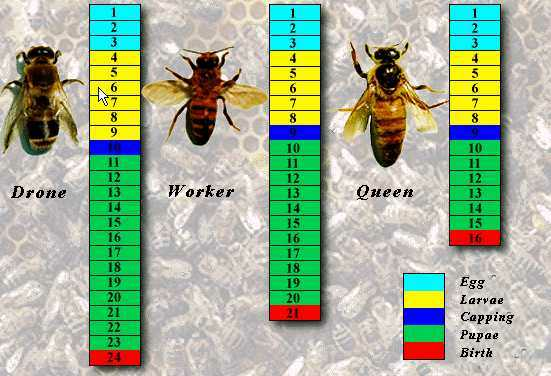 1 1 1
2 2 2
3 3 3
4 4 4
5 5 5
6 6 6
7 7 7
8 8 8
9 9 9
10 10 10
11 11 11
12 12 12
13 13 13
14 14 14
15 15 15
16 16 16
17 17
18 18
19 19
20 20
21 21
22
23
24
Drone Worker Queen
Egg
Larvae
Capping
Pupae
Birth